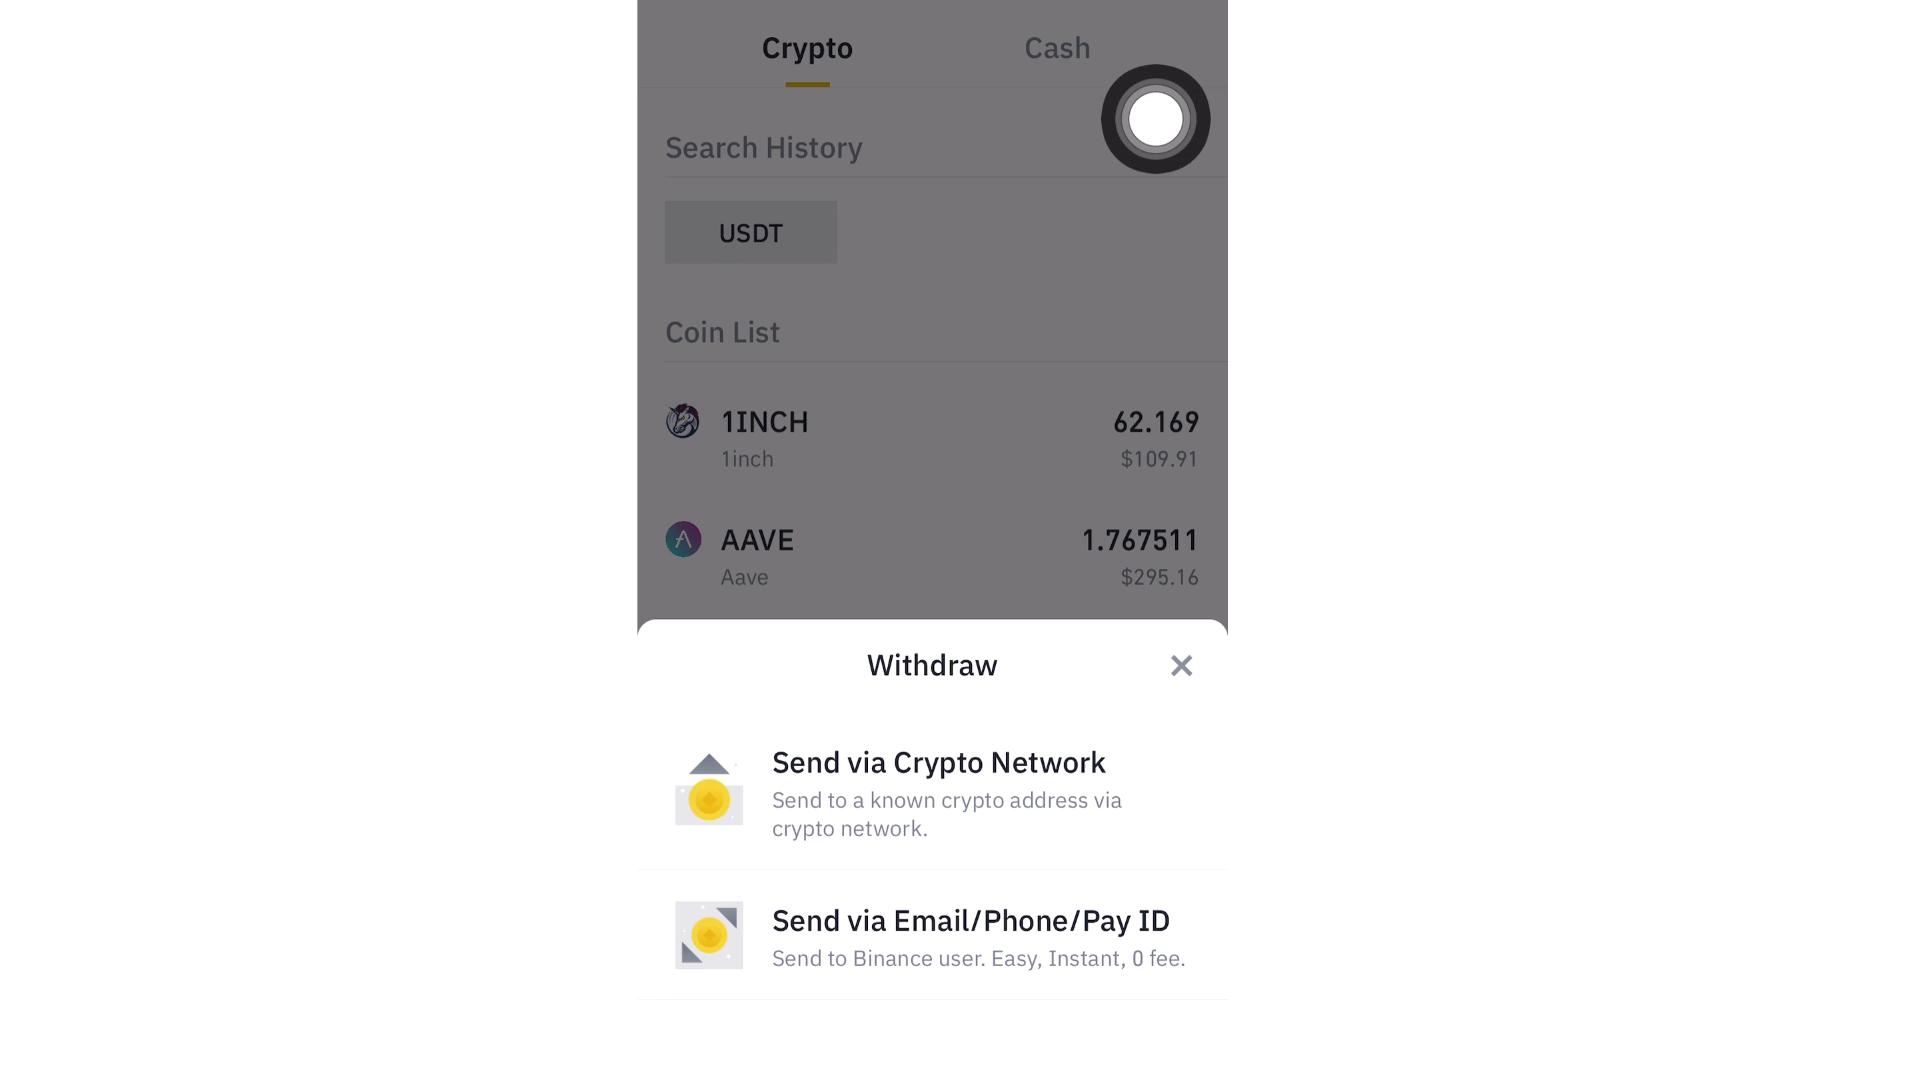 Crypto
Cash
Search History
USDT
Coin List
1INCH
62.169
1inch
$109.91
AAVE
1.767511
Aave
$295.16
Withdraw
Send via Crypto Network
Send to a known crypto address via
crypto network.
Send via Email/Phone/Pay ID
Send to Binance user. Easy, Instant, 0 fee.